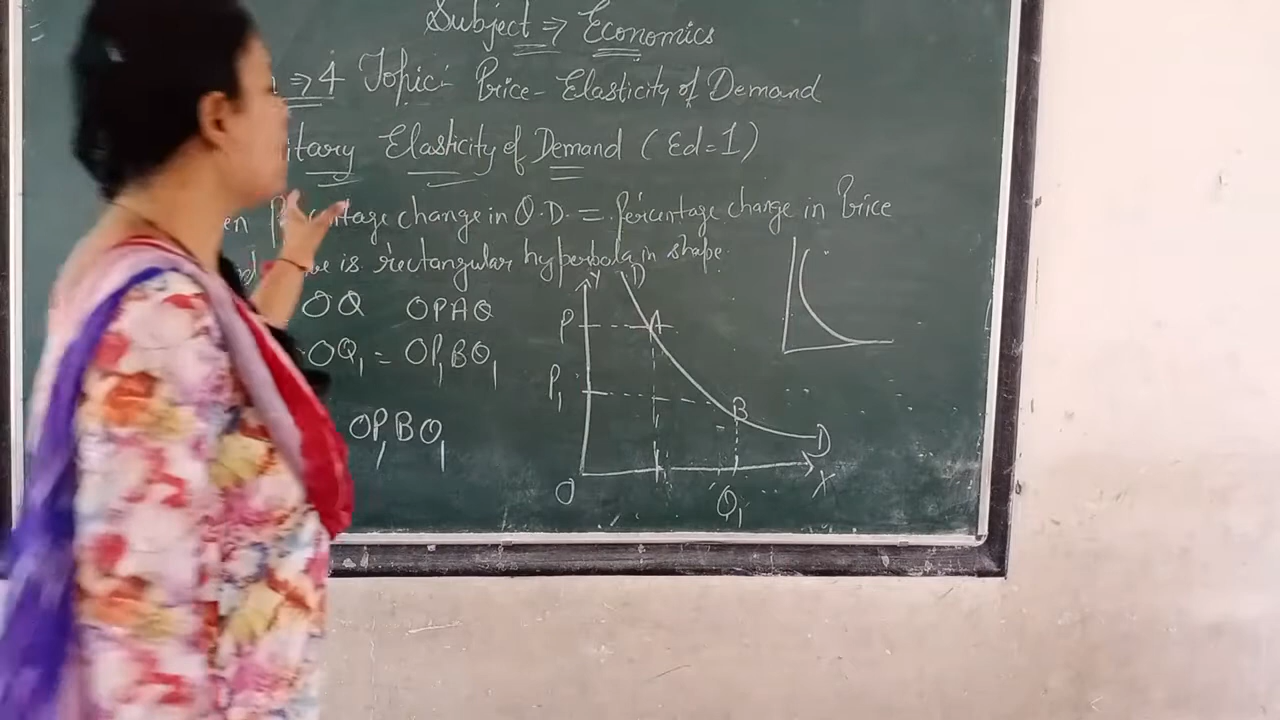 Subject ⇒ Economics
⇒ 4 Topic:- Price-Elasticity of Demand
itary Elasticity of Demand (Ed=1)
en Percentage change in Q.D. = Percentage change in Price
is rectangular hyperbola in shape.
OQ OPAQ
OQ₁ = OP₁BQ₁
OP₁BQ₁
Y D
P A
P₁ B
D
O Q₁ X